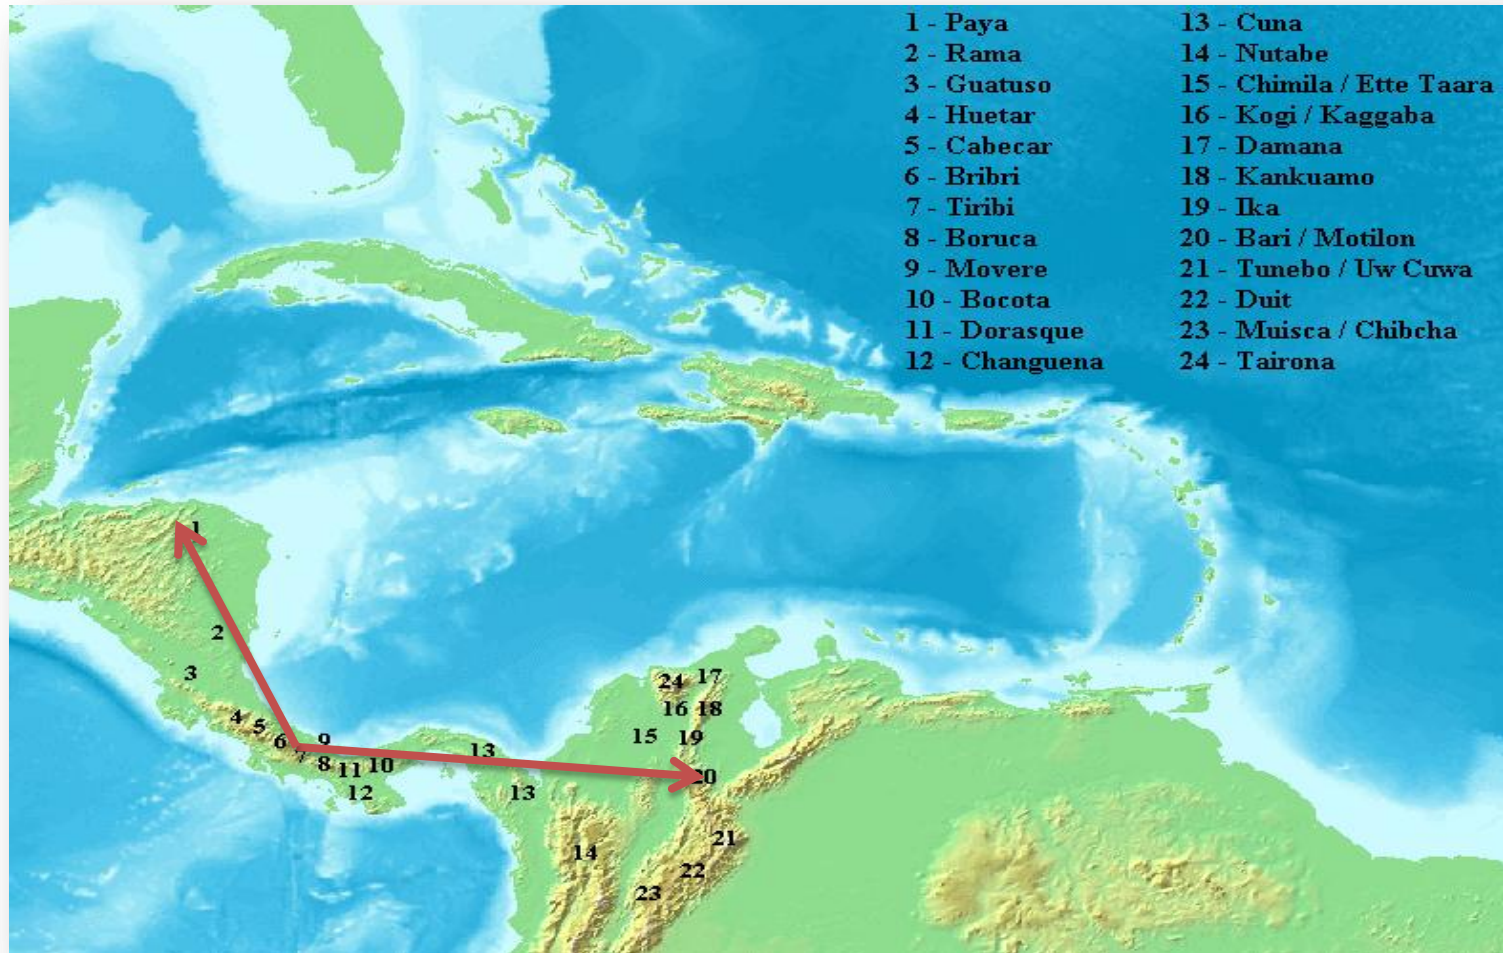 1 - Paya
2 - Rama
3 - Guatuso
4 - Huetar
5 - Cabecar
6 - Bribri
7 - Tiribi
8 - Boruca
9 - Movere
10 - Bocota
11 - Dorasque
12 - Changuena
13 - Cuna
14 - Nutabe
15 - Chimila / Ette Taara
16 - Kogi / Kaggaba
17 - Damana
18 - Kankuamo
19 - Ika
20 - Bari / Motilon
21 - Tunebo / Uw Cuwa
22 - Duit
23 - Muisca / Chibcha
24 - Tairona
1
2
3
4
5
6
7
9
8
11
10
12
13
13
14
15
24
17
16
18
19
20
21
22
23